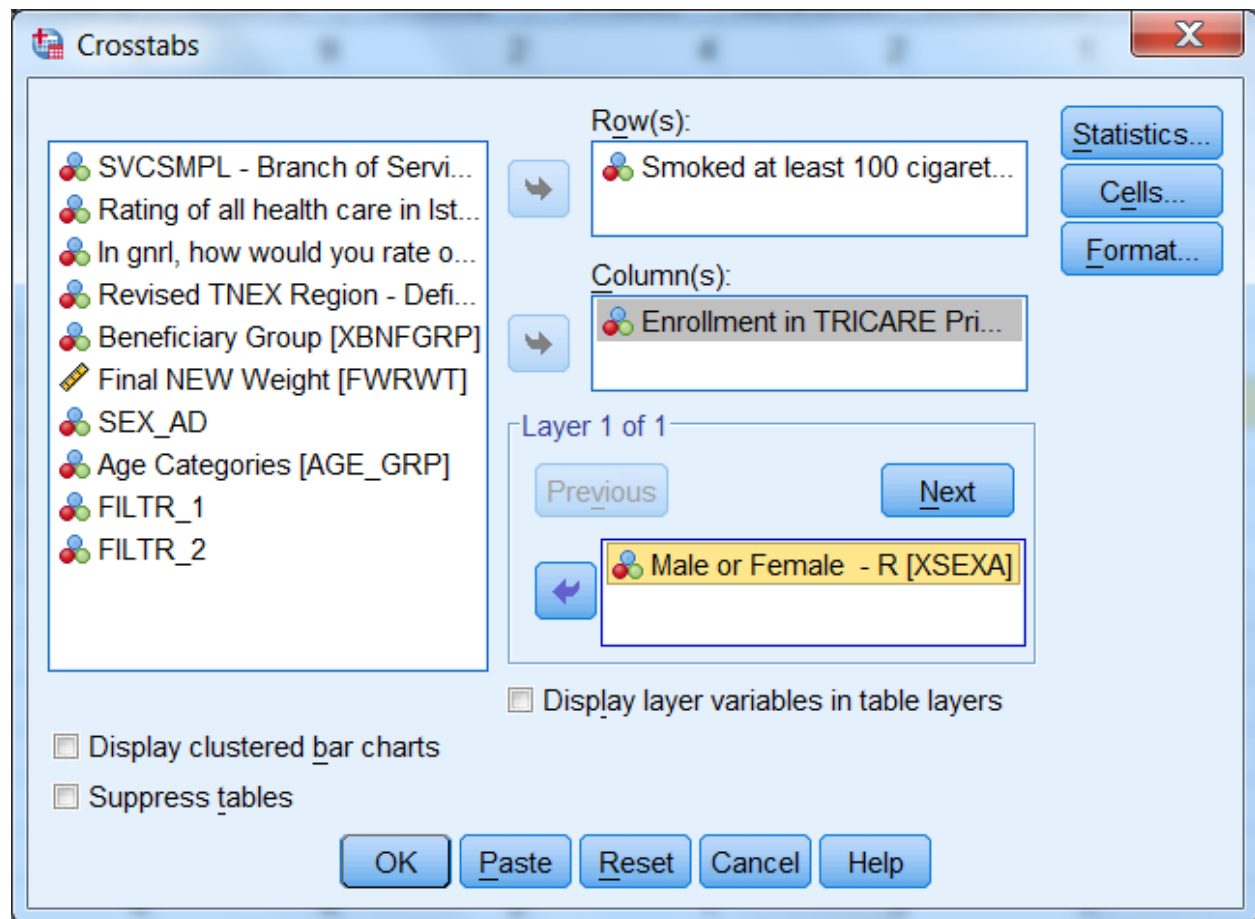 Crosstabs
SVCSMPL - Branch of Servi...
Rating of all health care in lst...
In gnrl, how would you rate o...
Revised TNEX Region - Defi...
Beneficiary Group [XBNFGRP]
Final NEW Weight [FWRWT]
SEX_AD
Age Categories [AGE_GRP]
FILTR_1
FILTR_2
Row(s):
Smoked at least 100 cigaret...
Column(s):
Enrollment in TRICARE Pri...
Layer 1 of 1
Previous
Next
Male or Female - R [XSEXA]
Display layer variables in table layers
Statistics...
Cells...
Format...
Display clustered bar charts
Suppress tables
OK
Paste
Reset
Cancel
Help